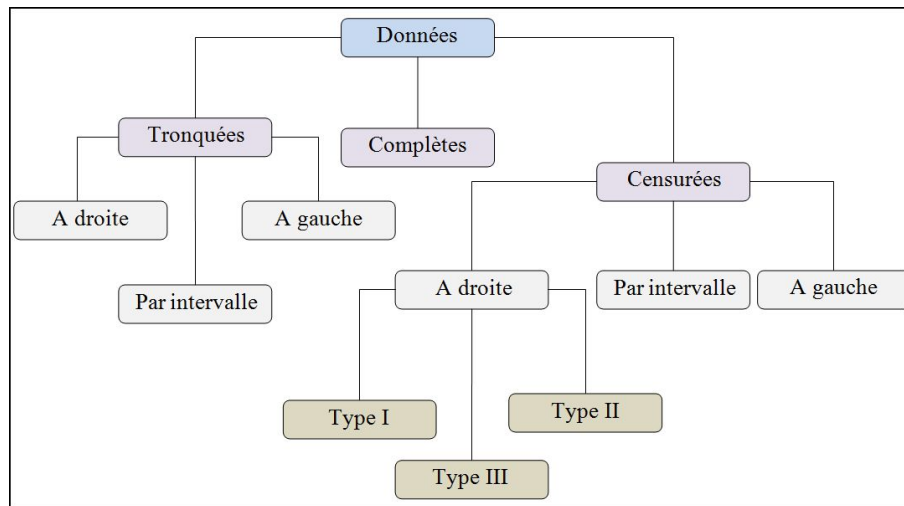 Données
Tronquées
Complètes
Censurées
A droite
A gauche
Par intervalle
A droite
Par intervalle
A gauche
Type I
Type II
Type III